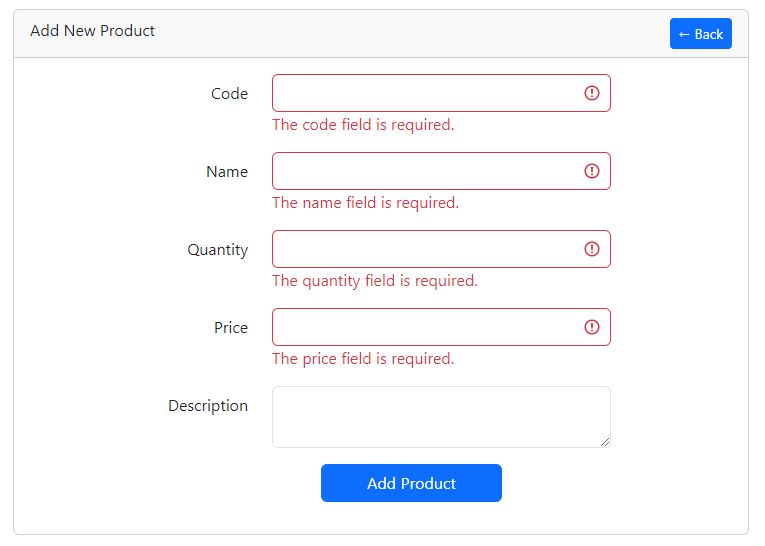 Add New Product
← Back
Code
The code field is required.
Name
The name field is required.
Quantity
The quantity field is required.
Price
The price field is required.
Description
Add Product